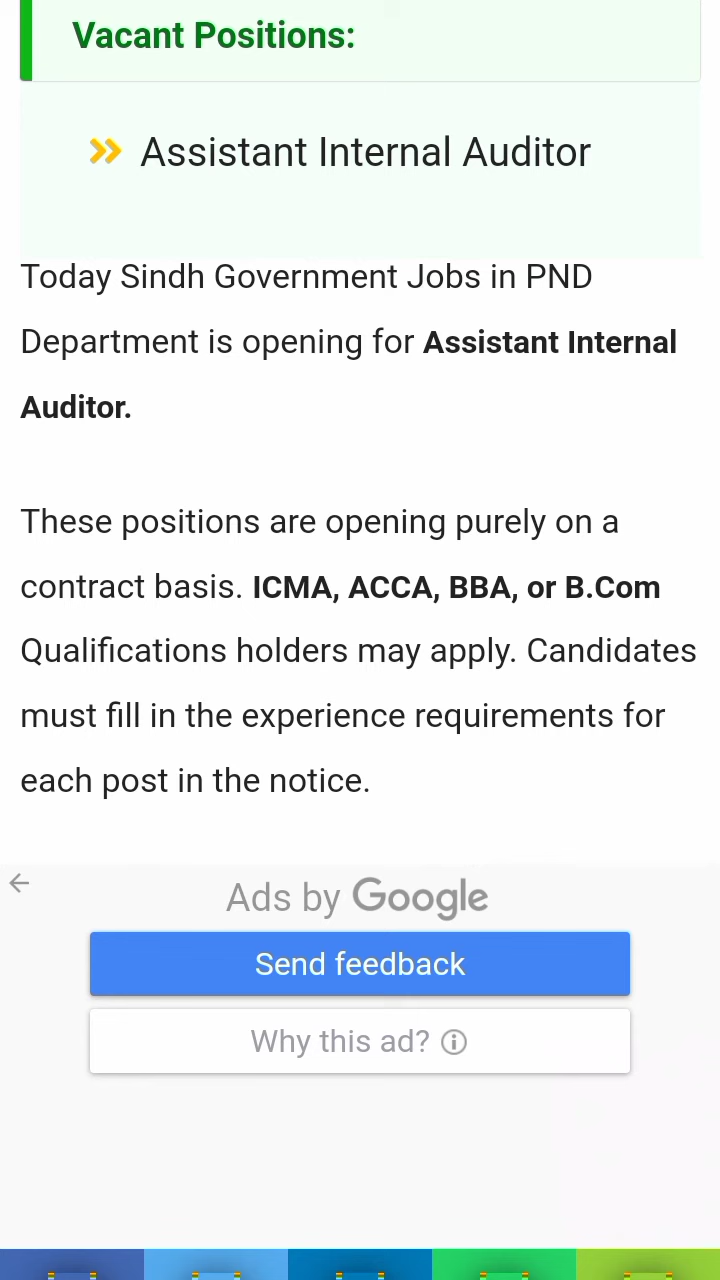 Vacant Positions:
Assistant Internal Auditor
Today Sindh Government Jobs in PND
Department is opening for Assistant Internal
Auditor.
These positions are opening purely on a
contract basis. ICMA, ACCA, BBA, or B.Com
Qualifications holders may apply. Candidates
must fill in the experience requirements for
each post in the notice.
Ads by Google
Send feedback
Why this ad?